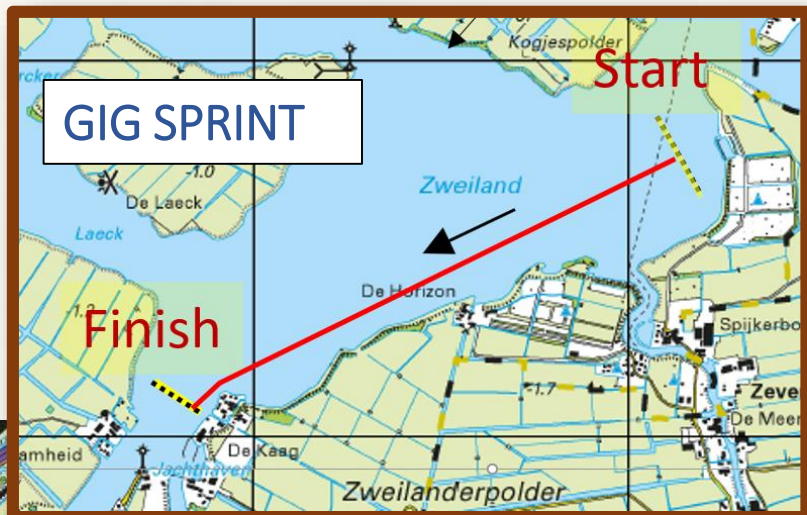 Kogjespolder
Start
GIG SPRINT
-1.0
Zweiland
De Laeck
Laeck
De Horizon
-1.2
Finish
Spijkerbo
-1.7
Zeve
De Meer
De Kaag
amheid
Jachthaven
Zweilanderpolder